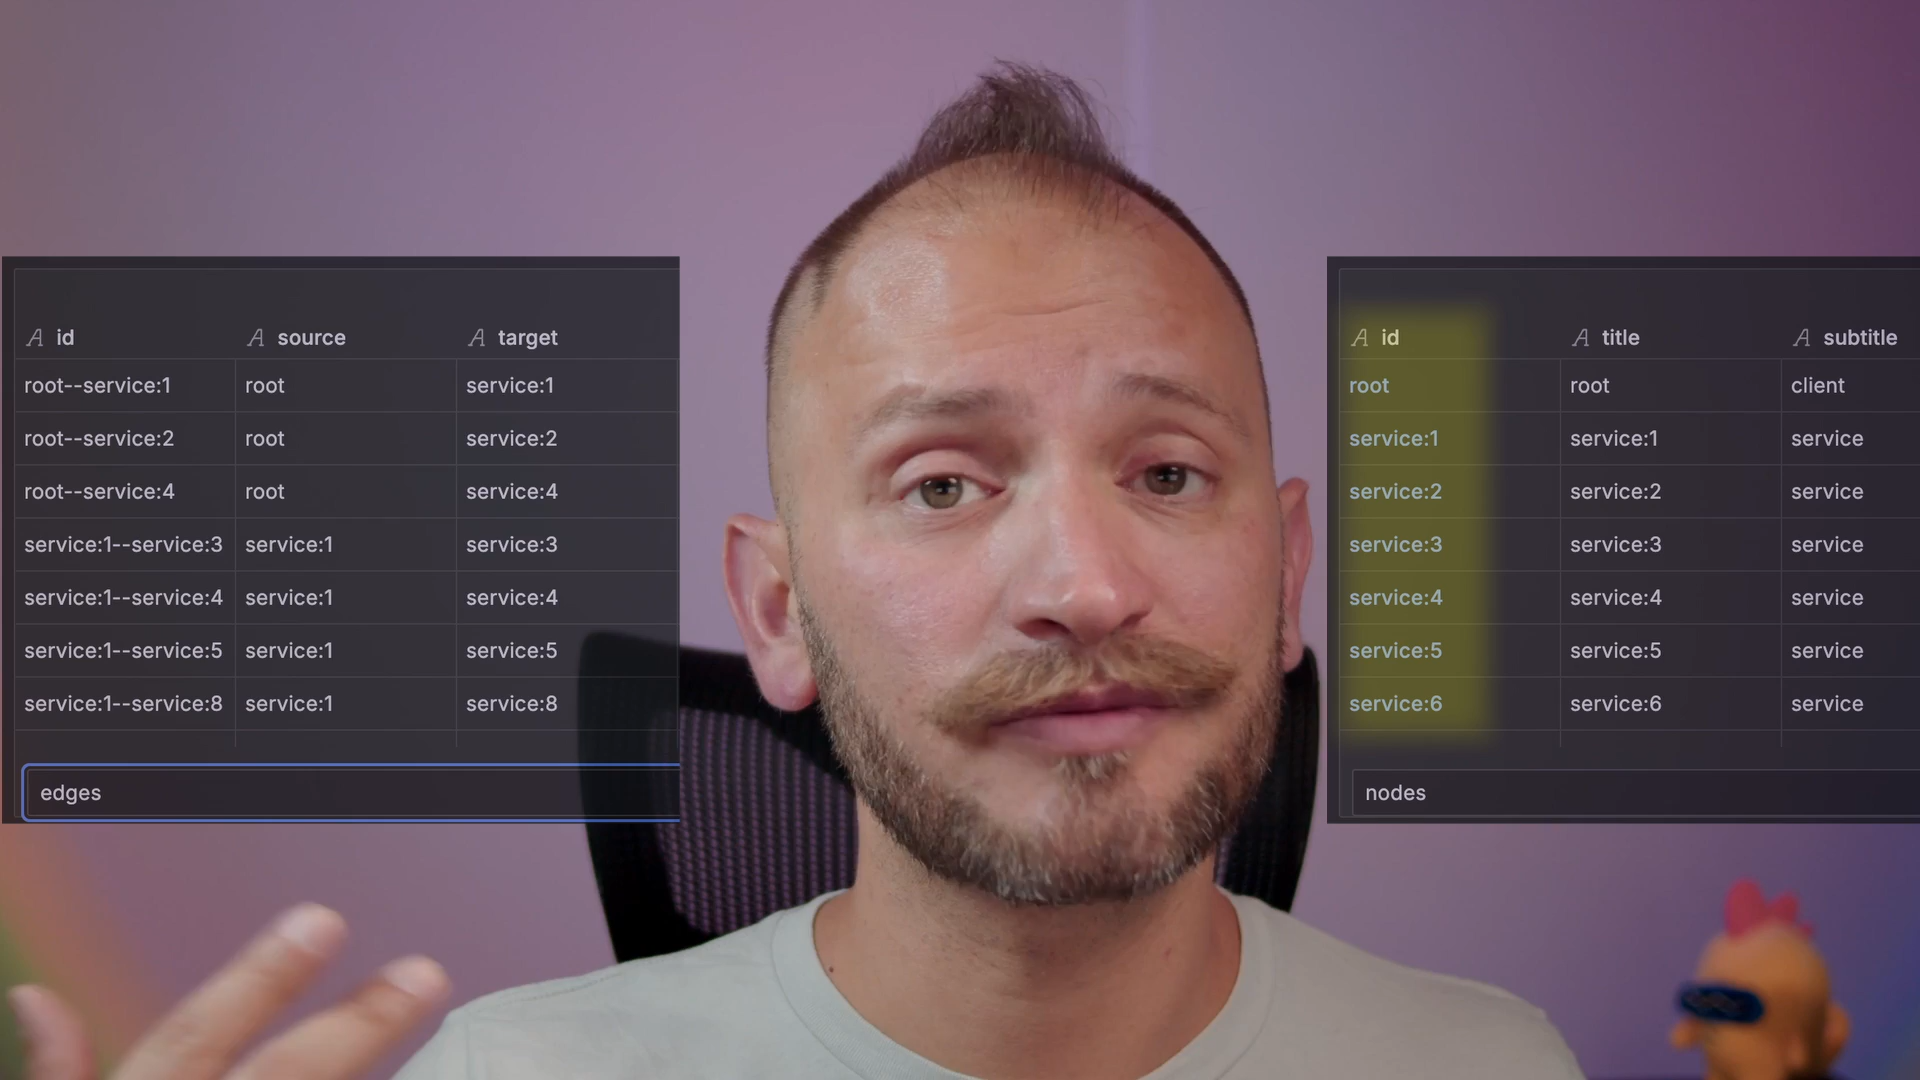 id source target
root--service:1 root service:1
root--service:2 root service:2
root--service:4 root service:4
service:1--service:3 service:1 service:3
service:1--service:4 service:1 service:4
service:1--service:5 service:1 service:5
service:1--service:8 service:1 service:8
edges
id title subtitle
root root client
service:1 service:1 service
service:2 service:2 service
service:3 service:3 service
service:4 service:4 service
service:5 service:5 service
service:6 service:6 service
nodes